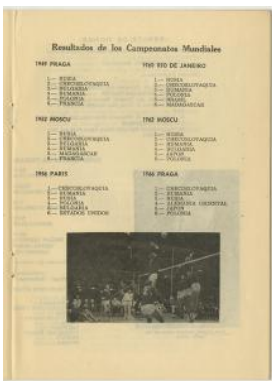 Resultados de los Campeonatos Mundiales
1949 PRAGA
1.— RUSIA
2.— CHECOSLOVAQUIA
3.— BULGARIA
4.— RUMANIA
5.— POLONIA
6.— FRANCIA
1952 MOSCU
1.— RUSIA
2.— CHECOSLOVAQUIA
3.— BULGARIA
4.— RUMANIA
6.— FRANCIA
1956 PARIS
1.— CHECOSLOVAQUIA
2.— RUMANIA
3.— RUSIA
4.— POLONIA
5.— BULGARIA
6.— ESTADOS UNIDOS
1960 RIO DE JANEIRO
1.— RUSIA
2.— CHECOSLOVAQUIA
3.— RUMANIA
4.— POLONIA
5.— BRASIL
1962 MOSCU
1.— RUSIA
2.— CHECOSLOVAQUIA
3.— RUMANIA
4.— BULGARIA
5.— JAPON
6.— POLONIA
1966 PRAGA
1.— CHECOSLOVAQUIA
2.— RUMANIA
3.— RUSIA
4.— ALEMANIA ORIENTAL
5.— JAPON
6.— POLONIA